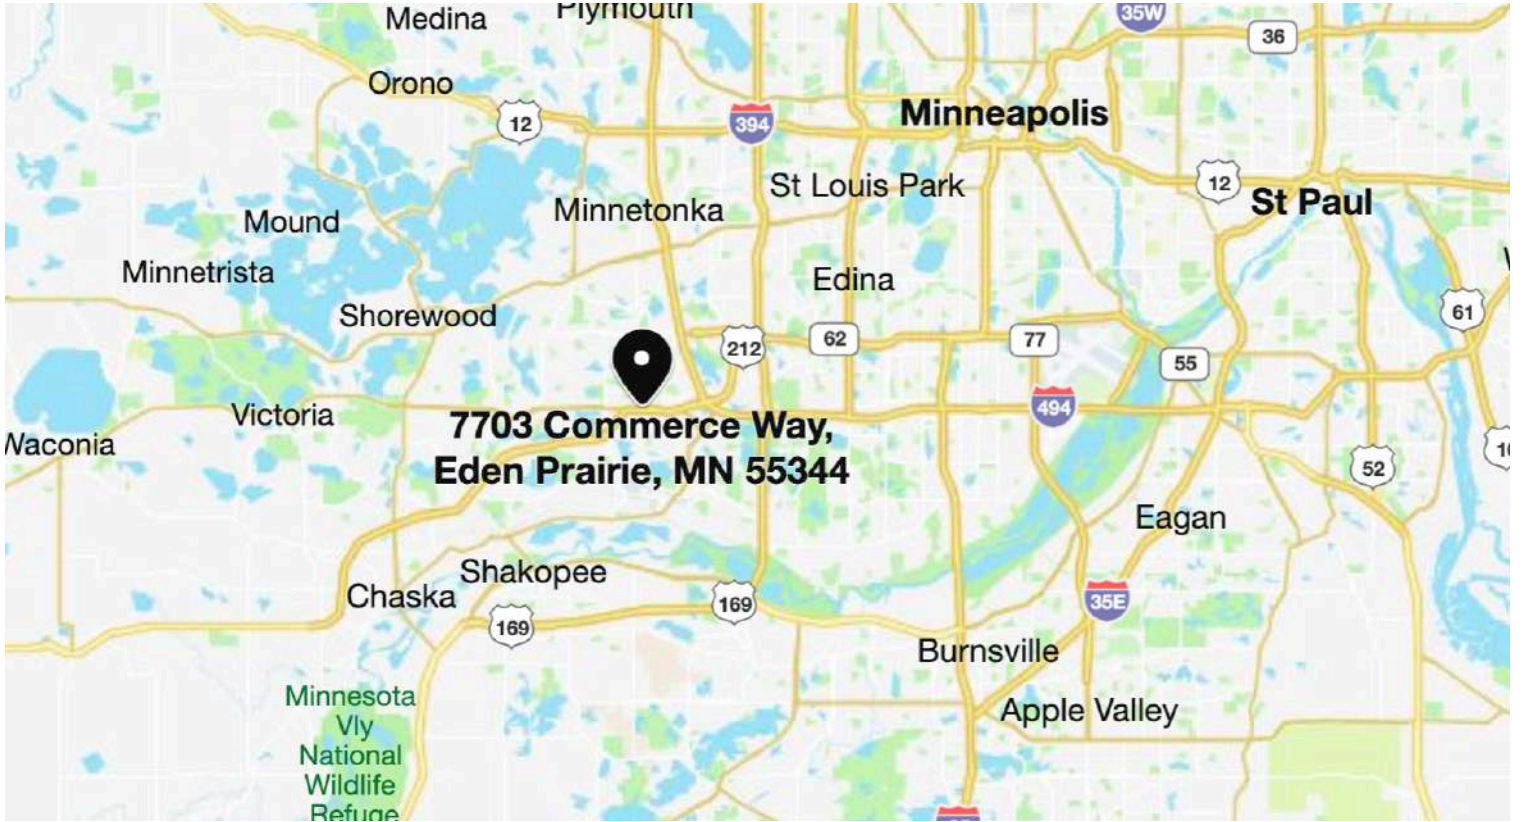 Plymouth
Medina
35W
36
Orono
12
394
Minneapolis
St Louis Park
12
St Paul
Minnetonka
Mound
Minnetrista
Edina
Shorewood
61
212
62
77
55
494
7703 Commerce Way,
Eden Prairie, MN 55344
Victoria
Waconia
52
Eagan
Shakopee
Chaska
169
169
35E
Burnsville
Apple Valley
Minnesota
Vly
National
Wildlife
Refuge